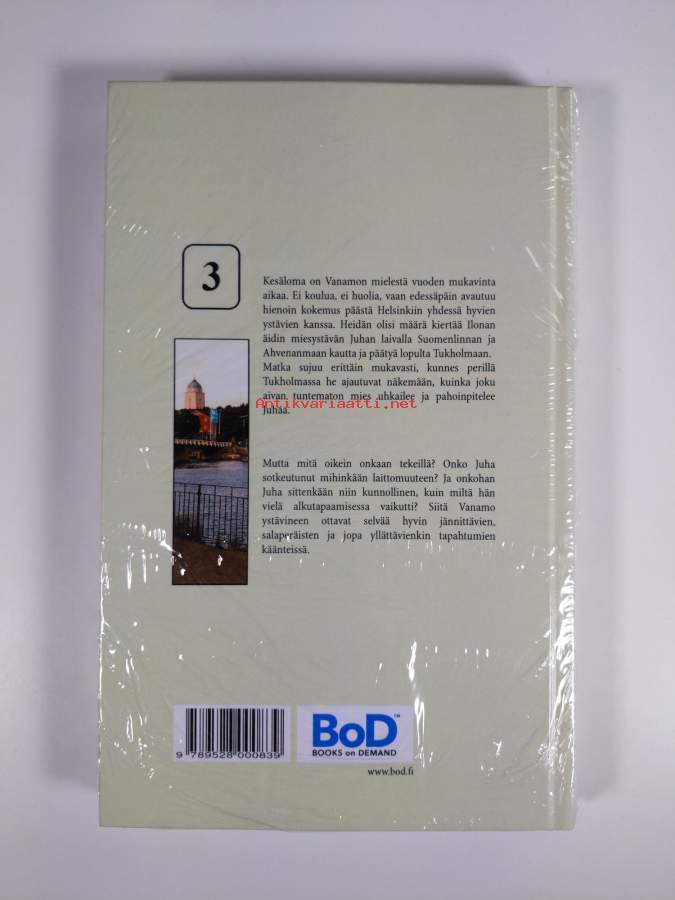 3
Kesäloma on Vanamon mielestä vuoden mukavinta
aikaa. Ei koulua, ei huolia, vaan edessäpäin avautuu
hienoin kokemus päästä Helsinkiin yhdessä hyvien
ystävien kanssa. Heidän olisi määrä kiertää Ilonan
äidin miesystävän Juhan laivalla Suomenlinnan ja
Ahvenanmaan kautta ja päätyä lopulta Tukholmaan.
Matka sujuu erittäin mukavasti, kunnes perillä
Tukholmassa he ajautuvat näkemään, kuinka joku
aivan tuntematon mies uhkailee ja pahoinpitelee
Antikvariaatti.net
Juhaa.
Mutta mitä oikein onkaan tekeillä? Onko Juha
sotkeutunut mihinkään laittomuuteen? Ja onkohan
Juha sittenkään niin kunnollinen, kuin miltä hän
vielä alkutapaamisessa vaikutti? Siitä Vanamo
ystävineen ottavat selvää hyvin jännittävien,
salaperäisten ja jopa yllättävienkin tapahtumien
käänteissä.
9 789528 000839
BoD™
BOOKS on DEMAND
www.bod.fi